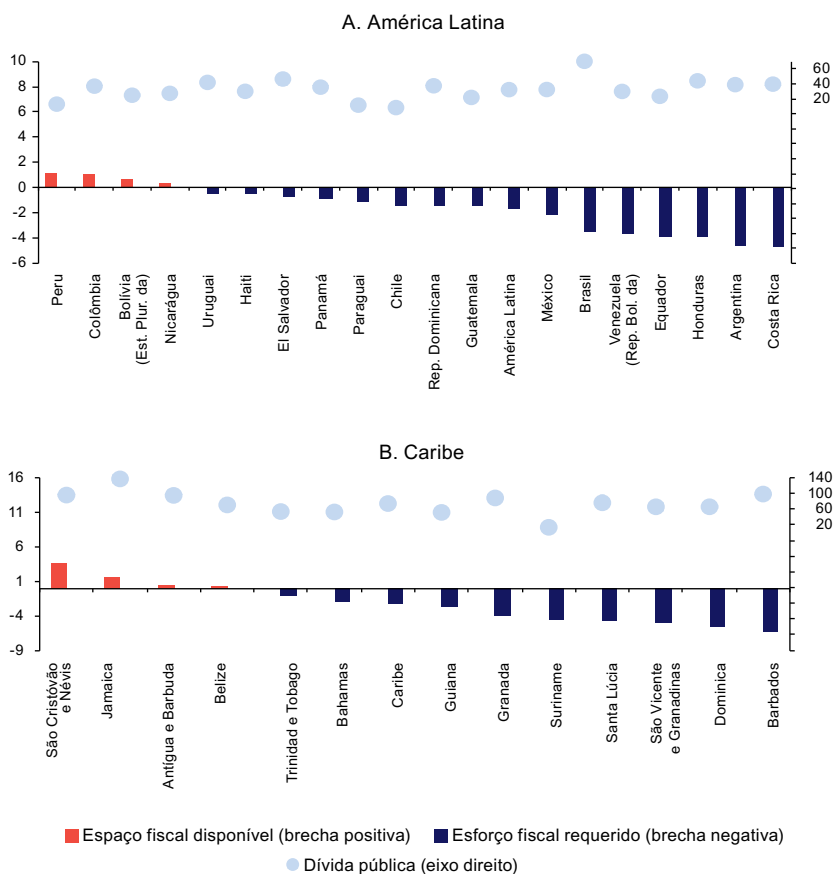 A. América Latina
10
8
6
4
2
0
-2
-4
-6
60
40
20
Peru
Colômbia
Bolívia
(Est. Plur. da)
Nicarágua
Uruguai
Haiti
El Salvador
Panamá
Paraguai
Chile
Rep. Dominicana
Guatemala
América Latina
México
Brasil
Venezuela
(Rep. Bol. da)
Equador
Honduras
Argentina
Costa Rica
B. Caribe
16
11
6
1
-4
-9
140
100
60
20
São Cristóvão
e Névis
Jamaica
Antígua e Barbuda
Belize
Trinidad e Tobago
Bahamas
Caribe
Guiana
Granada
Suriname
Santa Lúcia
São Vicente
e Granadinas
Dominica
Barbados
Espaço fiscal disponível (brecha positiva)
Esforço fiscal requerido (brecha negativa)
Dívida pública (eixo direito)